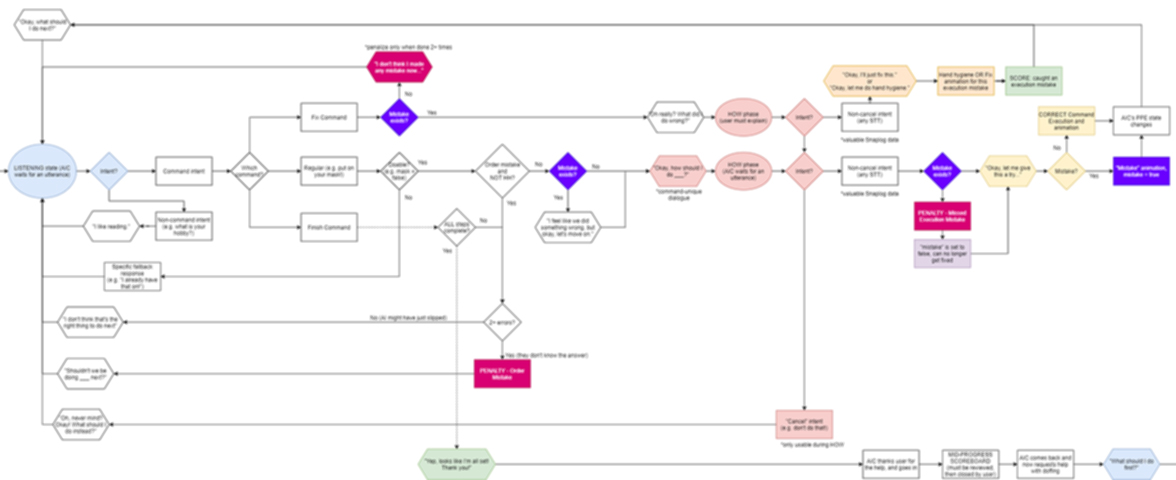 "Okay, what should
I do next?"
*penalize only when done 2+ times
"I don't think I made
any mistake now..."
No
"Okay, I'll just fix this."
or
"Okay, let me do hand hygiene"
Hand hygiene OR Fix
animation for this
execution mistake
SCORE: caught an
execution mistake
Fix Command
Mistake
aside?
Yes
do wrong?"
HOW phase
(user must explain)
Intent?
Non-cancel intent
(any STT)
*valuable Snaplog data
CORRECT Command
Execution and
animation
AIC's PPE state
changes
No
LISTENING state (AIC
waits for an utterance)
Intent?
Command intent
command?
Regular (e.g. put on
your mask!)
(e.g. mask =
false)
Yes
No
Order mistake
and
NOT HH?
No
Yes
Mistake
aside?
No
Yes
"Okay, how should I
do ___?"
*command-unique
dialogue
HOW phase
(AIC waits for an
utterance)
Intent?
Non-cancel intent
(any STT)
*valuable Snaplog data
Mistake
aside?
"Okay, let me give
this a try..."
Mistake?
Yes
"Mistake" animation,
mistake = true
"I like reading."
Non-command intent
(e.g. what is your
hobby?)
Finish Command
ALL steps
complete?
No
Yes
"I feel like we did
something wrong, but
okay, let's move on."
PENALTY - Missed
Execution Mistake
"mistake" is set to
false, can no longer
get fixed
Specific fallback
response
(e.g. "I already have
that on!")
"I don't think that's the
right thing to do next"
No (AI might have just slipped)
2+ errors?
Yes (they don't know the answer)
"Shouldn't we be
doing ___ next?"
PENALTY - Order
Mistake
"Oh, never mind?
Okay! What should I
do instead?"
"Cancel" intent
(e.g. don't do that!)
*only usable during HOW
"Yep, looks like I'm all set!
Thank you!"
AIC thanks user for
the help, and goes in
MID-PROGRESS
SCOREBOARD
(must be reviewed,
then closed by user)
AIC comes back and
now requests help
with doffing
"What should I do
first?"